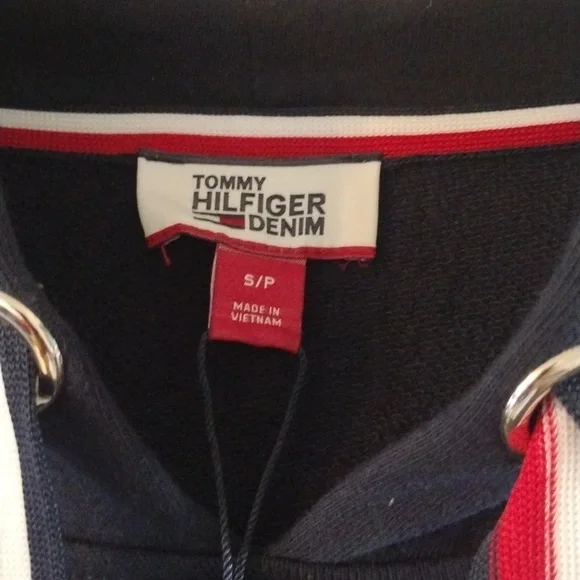 TOMMY
HILFIGER
DENIM
S/P
MADE IN
VIETNAM